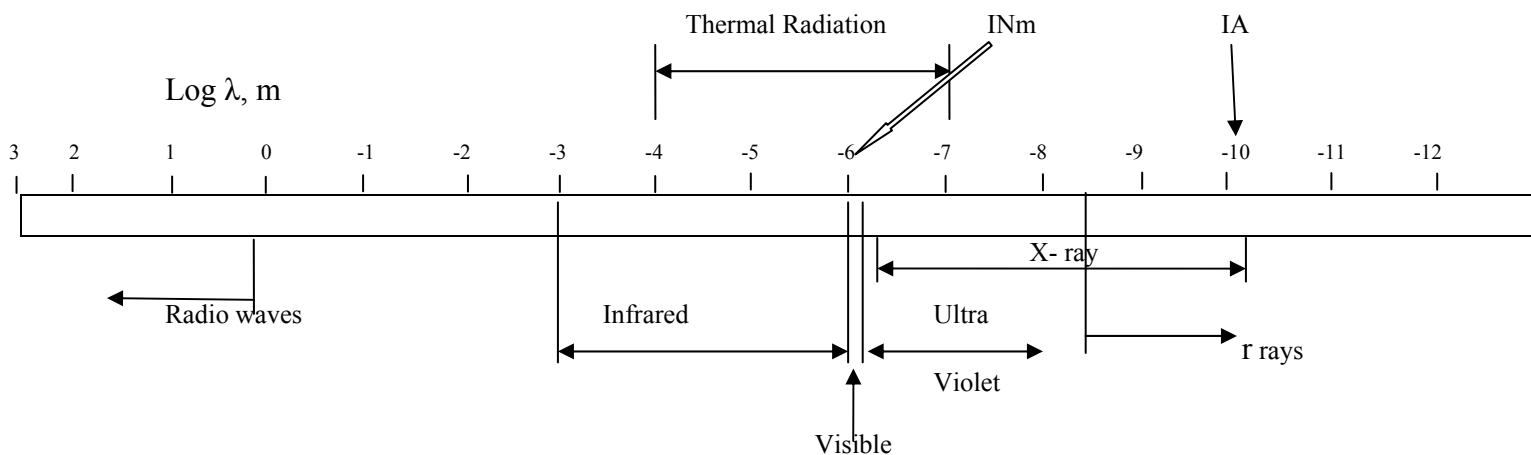 Thermal Radiation INm IA
Log λ, m
3 2 1 0 -1 -2 -3 -4 -5 -6 -7 -8 -9 -10 -11 -12
X- ray
Radio waves Infrared Ultra
r rays
Violet
Visible